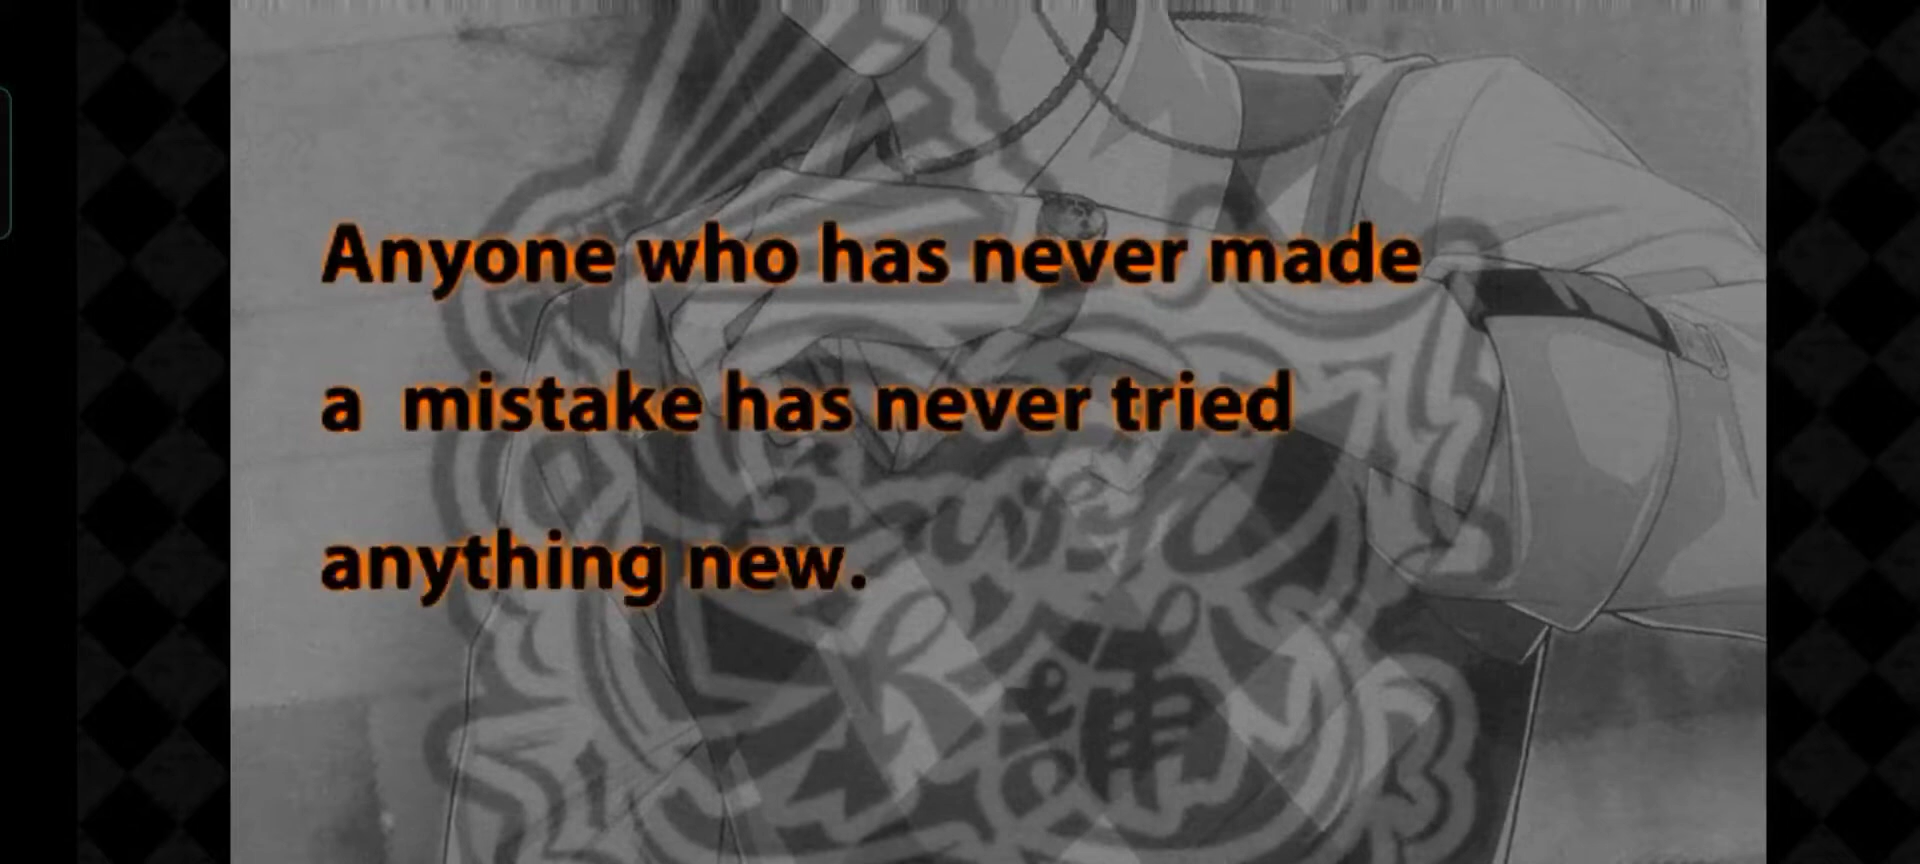 Anyone who has never made
a mistake has never tried
anything new.